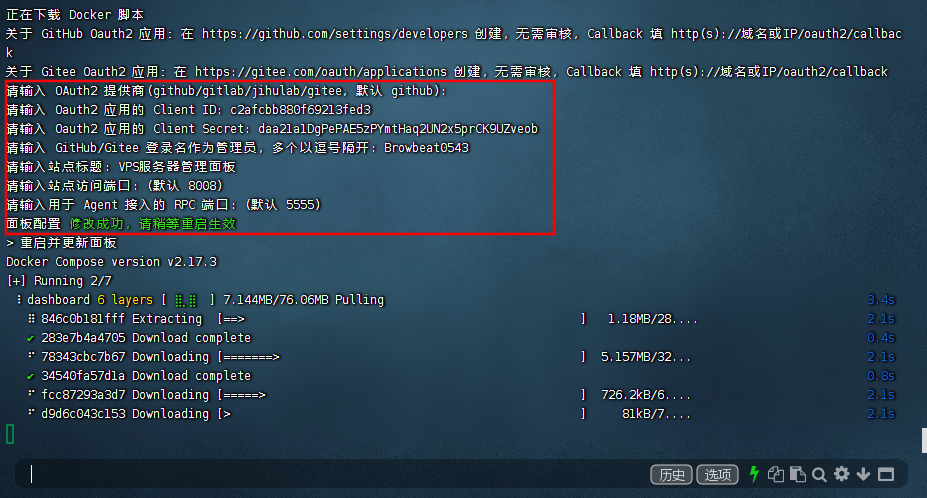 正在下载 Docker 脚本
关于 GitHub Oauth2 应用: 在 https://github.com/settings/developers 创建, 无需审核, Callback 填 http(s)://域名或IP/oauth2/callbac
k
关于 Gitee Oauth2 应用: 在 https://gitee.com/oauth/applications 创建, 无需审核, Callback 填 http(s)://域名或IP/oauth2/callback
请输入 OAuth2 提供商(github/gitlab/jihulab/gitee, 默认 github):
请输入 Oauth2 应用的 Client ID: c2afcbb880f69213fed3
请输入 Oauth2 应用的 Client Secret: daa21a1DgPePAE5zPYmtHaq2UN2x5prCK9UZveob
请输入 GitHub/Gitee 登录名作为管理员, 多个以逗号隔开: Browbeat0543
请输入站点标题: VPS服务器管理面板
请输入站点访问端口: (默认 8008)
请输入用于 Agent 接入的 RPC 端口: (默认 5555)
面板配置 修改成功, 请稍等重启生效
> 重启并更新面板
Docker Compose version v2.17.3
[+] Running 2/7
⠸ dashboard 6 layers [ ⣿⣀⣿ ] 7.144MB/76.06MB Pulling 3.4s
⠿ 846c0b181fff Extracting [==> ] 1.18MB/28.... 2.1s
✔ 283e7b4a4705 Download complete 0.4s
⠋ 78343cbc7b67 Downloading [=======> ] 5.157MB/32... 2.1s
✔ 34540fa57d1a Download complete 0.8s
⠋ fcc87293a3d7 Downloading [=====> ] 726.2kB/6.... 2.1s
⠋ d9d6c043c153 Downloading [> ] 81kB/7.... 2.1s
历史 选项